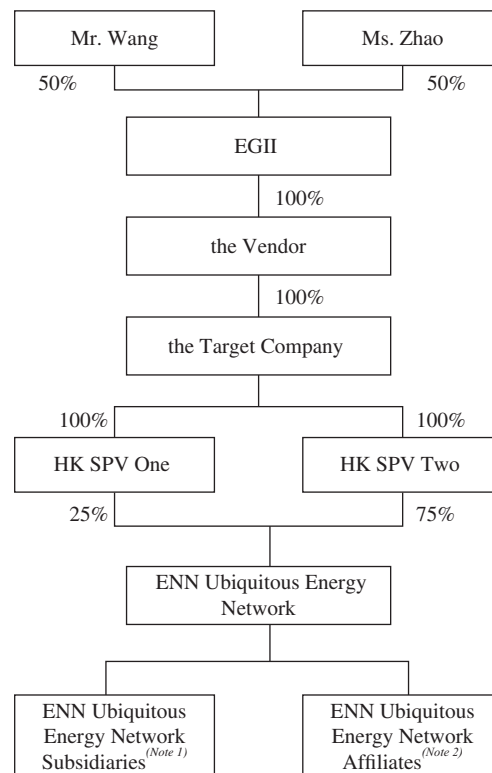 Mr. Wang
Ms. Zhao
50%
50%
EGII
100%
the Vendor
100%
the Target Company
100%
100%
HK SPV One
HK SPV Two
25%
75%
ENN Ubiquitous Energy
Network
ENN Ubiquitous
Energy Network
Subsidiaries (Note 1)
ENN Ubiquitous
Energy Network
Affiliates (Note 2)